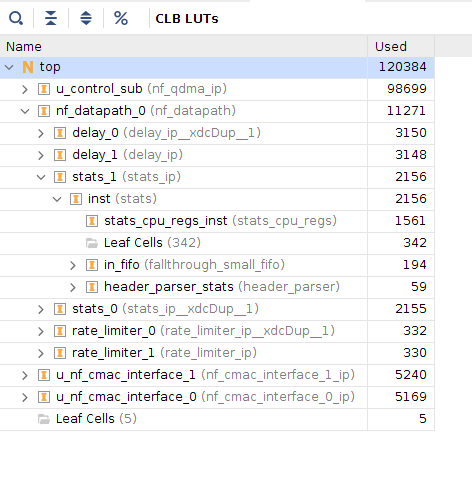 CLB LUTs
Name Used
N top 120384
u_control_sub (nf_qdma_ip) 98699
nf_datapath_0 (nf_datapath) 11271
delay_0 (delay_ip__xdcDup__1) 3150
delay_1 (delay_ip) 3148
stats_1 (stats_ip) 2156
inst (stats) 2156
stats_cpu_regs_inst (stats_cpu_regs) 1561
Leaf Cells (342) 342
in_fifo (fallthrough_small_fifo) 194
header_parser_stats (header_parser) 59
stats_0 (stats_ip__xdcDup__1) 2155
rate_limiter_0 (rate_limiter_ip__xdcDup__1) 332
rate_limiter_1 (rate_limiter_ip) 330
u_nf_cmac_interface_1 (nf_cmac_interface_1_ip) 5240
u_nf_cmac_interface_0 (nf_cmac_interface_0_ip) 5169
Leaf Cells (5) 5